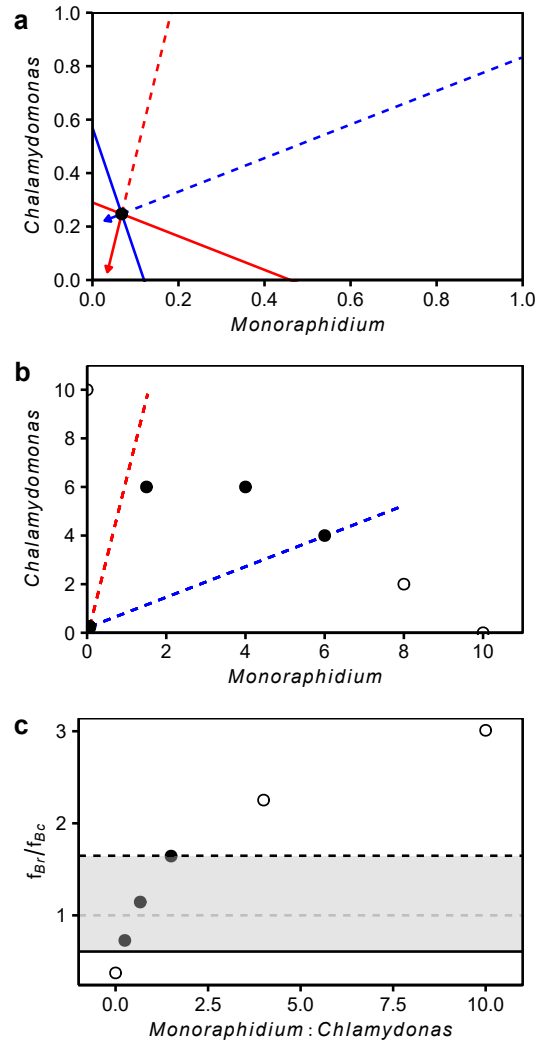 a
1.0
0.8
0.6
0.4
0.2
0.0
Chalamydomonas
0.0 0.2 0.4 0.6 0.8 1.0
Monoraphidium
b
10
8
6
4
2
0
Chalamydomonas
0 2 4 6 8 10
Monoraphidium
c
3
2
1
fBr/fBc
0.0 2.5 5.0 7.5 10.0
Monoraphidium : Chlamydonas